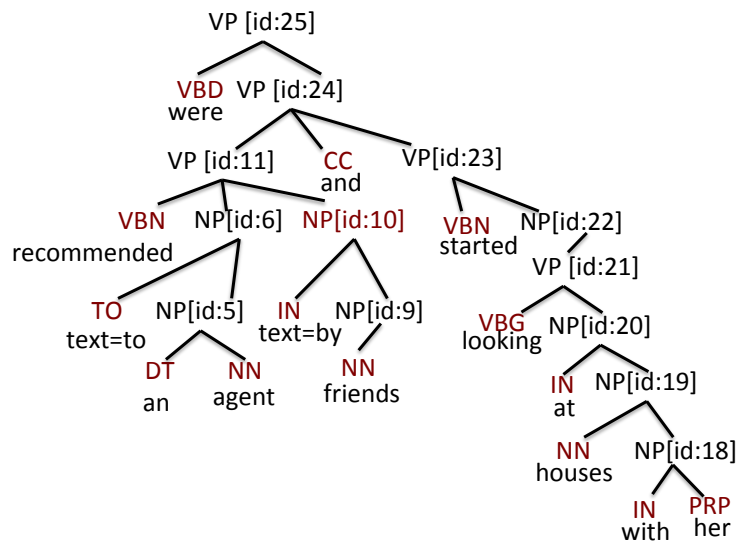 VP [id:25]
VBD VP [id:24]
were
VP [id:11] CC VP[id:23]
and
VBN NP[id:6] NP[id:10] VBN NP[id:22]
recommended started
VP [id:21]
TO NP[id:5] IN NP[id:9] VBG NP[id:20]
text=to text=by looking
DT NN NN IN NP[id:19]
an agent friends at
NN NP[id:18]
houses
IN PRP
with her